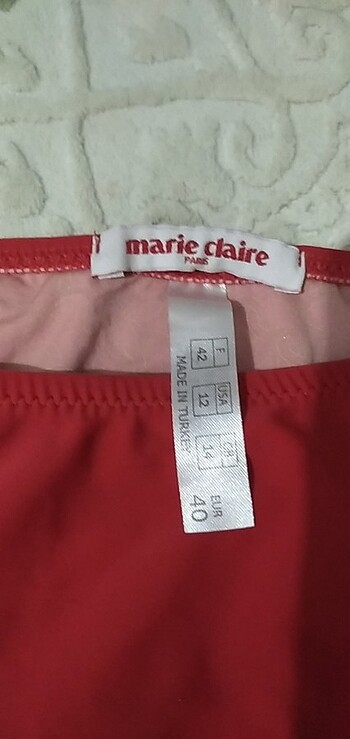 marie claire
PARIS
F
42
USA
12
GB
14
EUR
40
MADE IN TURKEY